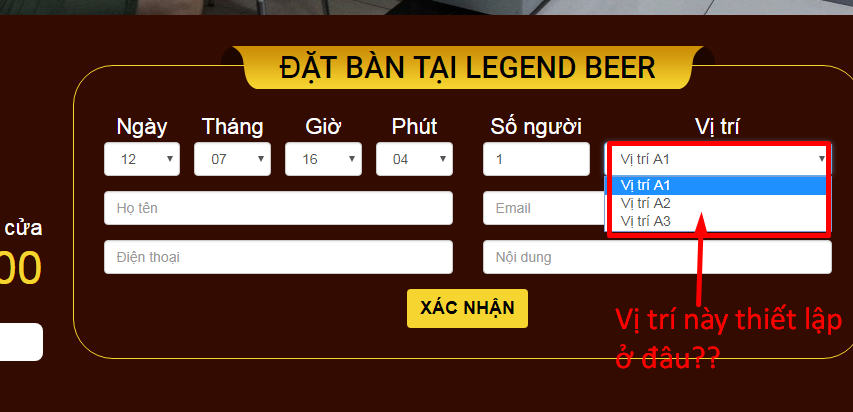 ĐẶT BÀN TẠI LEGEND BEER
Ngày Tháng Giờ Phút Số người Vị trí
12 07 16 04 1 Vị trí A1
Vị trí A1
Họ tên Email Vị trí A2
Vị trí A3
cửa
00
Điện thoại Nội dung
XÁC NHẬN
Vị trí này thiết lập
ở đâu??